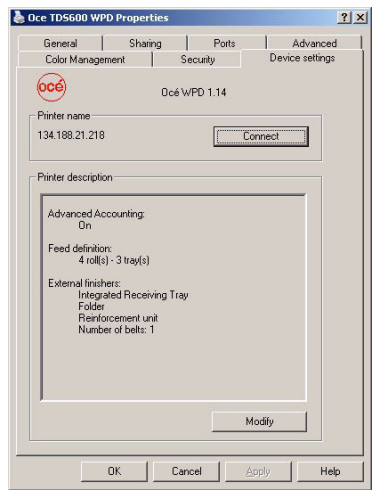 Oce TDS600 WPD Properties
General Sharing Ports Advanced
Color Management Security Device settings
océ
Océ WPD 1.14
Printer name
134.188.21.218 Connect
Printer description
Advanced Accounting:
On
Feed definition:
4 roll(s) - 3 tray(s)
External finishers:
Integrated Receiving Tray
Folder
Reinforcement unit
Number of belts: 1
Modify
OK Cancel Apply Help